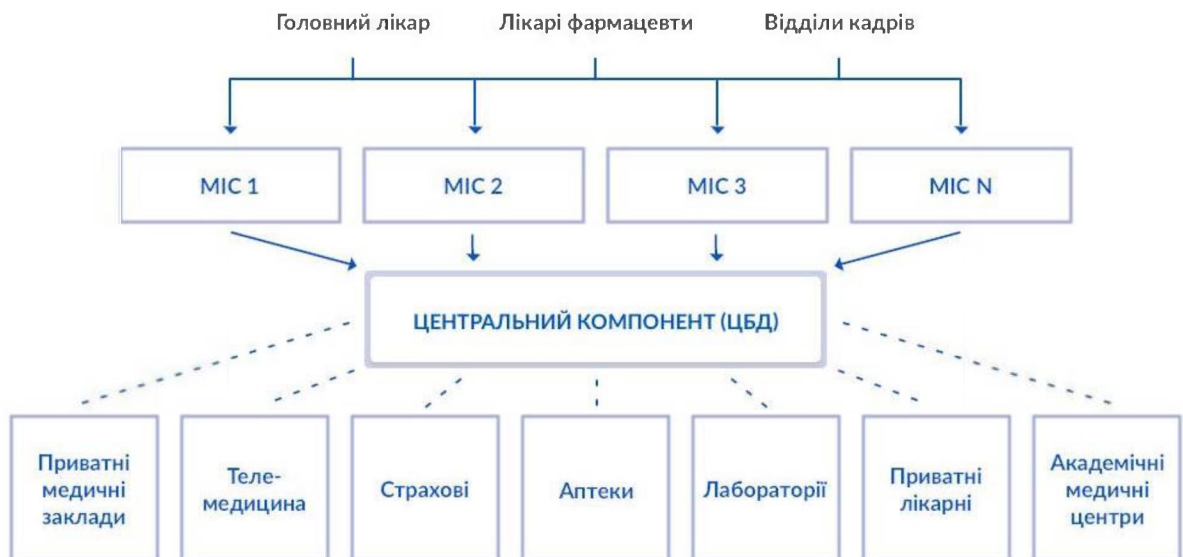 Головний лікар
Лікарі фармацевти
Відділи кадрів
МІС 1
МІС 2
МІС 3
МІС N
ЦЕНТРАЛЬНИЙ КОМПОНЕНТ (ЦБД)
Приватні
медичні
заклади
Теле-
медицина
Страхові
Аптеки
Лабораторії
Приватні
лікарні
Академічні
медичні
центри